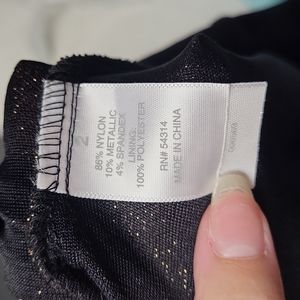 2
86% NYLON
10% METALLIC
4% SPANDEX
LINING:
100% POLYESTER
RN# 54314
MADE IN CHINA